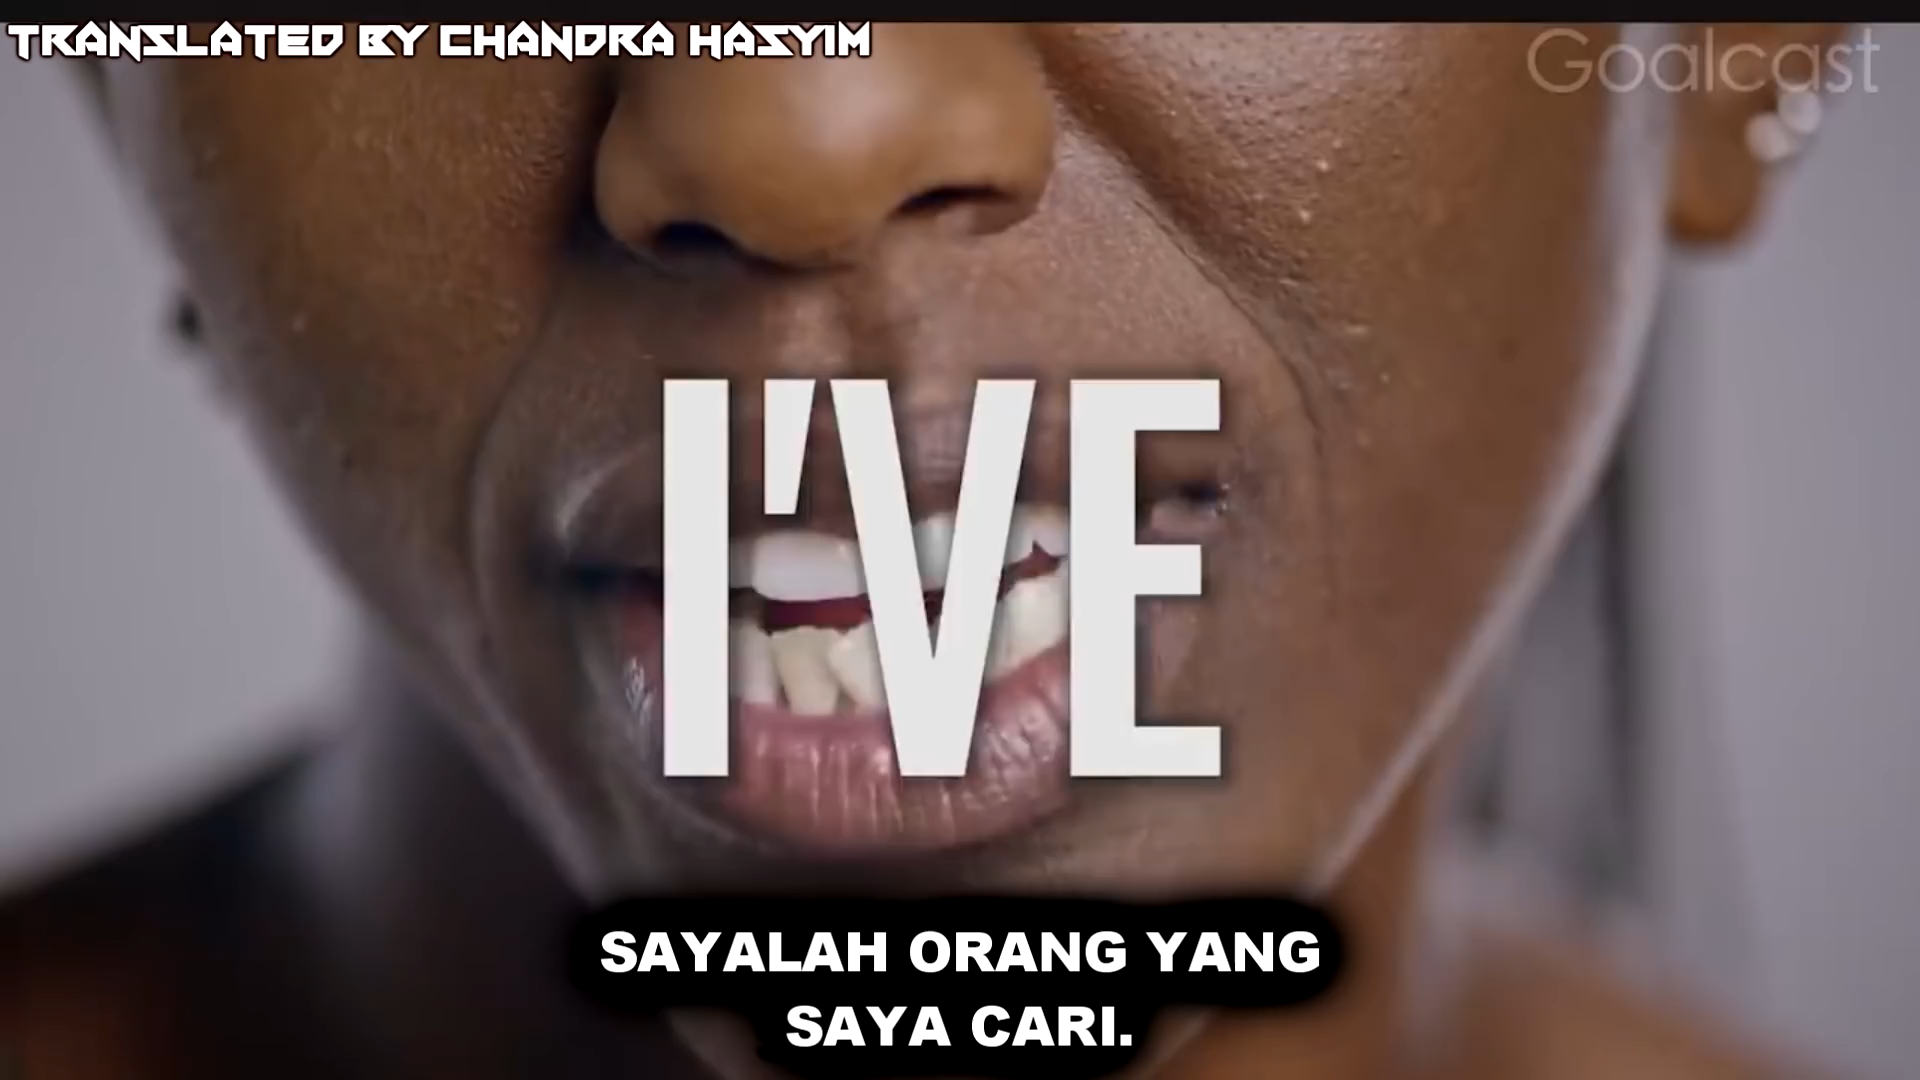 TRANSLATED BY CHANDRA HASYIM
Goalcast
I'VE
SAYALAH ORANG YANG
SAYA CARI.